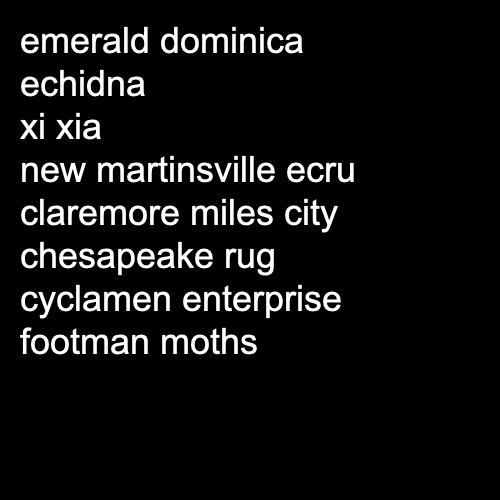 emerald dominica
echidna
xi xia
new martinsville ecru
claremore miles city
chesapeake rug
cyclamen enterprise
footman moths